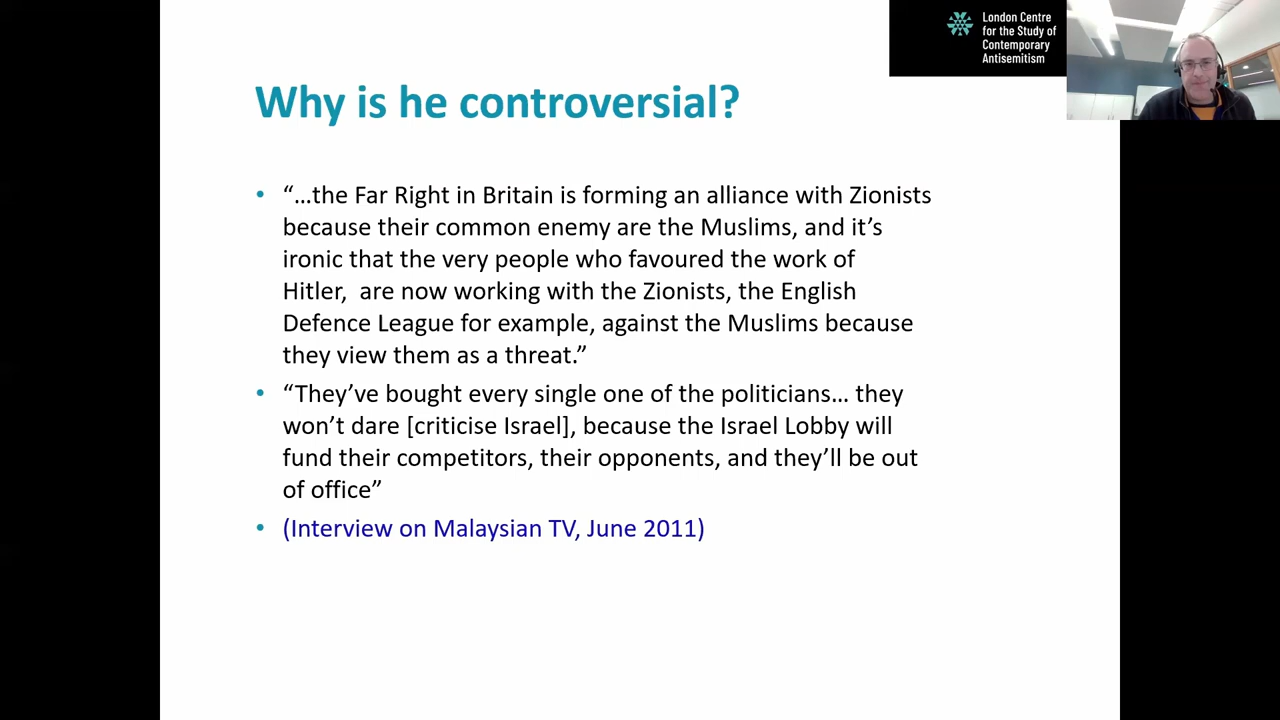 London Centre
for the Study of
Contemporary
Antisemitism
Why is he controversial?
• “…the Far Right in Britain is forming an alliance with Zionists
because their common enemy are the Muslims, and it’s
ironic that the very people who favoured the work of
Hitler,  are now working with the Zionists, the English
Defence League for example, against the Muslims because
they view them as a threat.”
• “They’ve bought every single one of the politicians… they
won’t dare [criticise Israel], because the Israel Lobby will
fund their competitors, their opponents, and they’ll be out
of office”
• (Interview on Malaysian TV, June 2011)